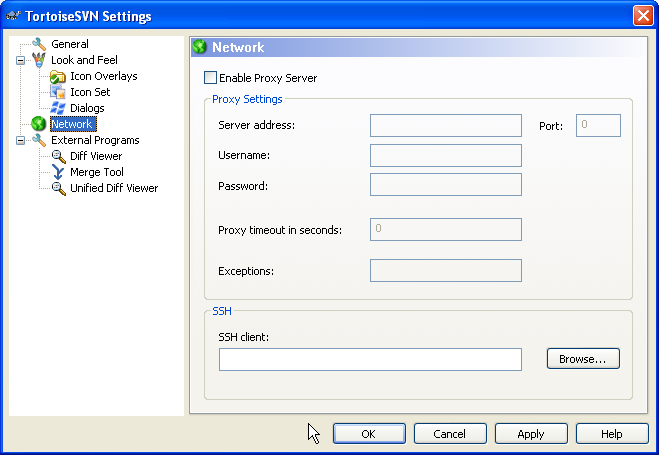 TortoiseSVN Settings
General
Look and Feel
Icon Overlays
Icon Set
Dialogs
Network
External Programs
Diff Viewer
Merge Tool
Unified Diff Viewer
Network
Enable Proxy Server
Proxy Settings
Server address:
Port: 0
Username:
Password:
Proxy timeout in seconds: 0
Exceptions:
SSH
SSH client:
Browse...
OK Cancel Apply Help